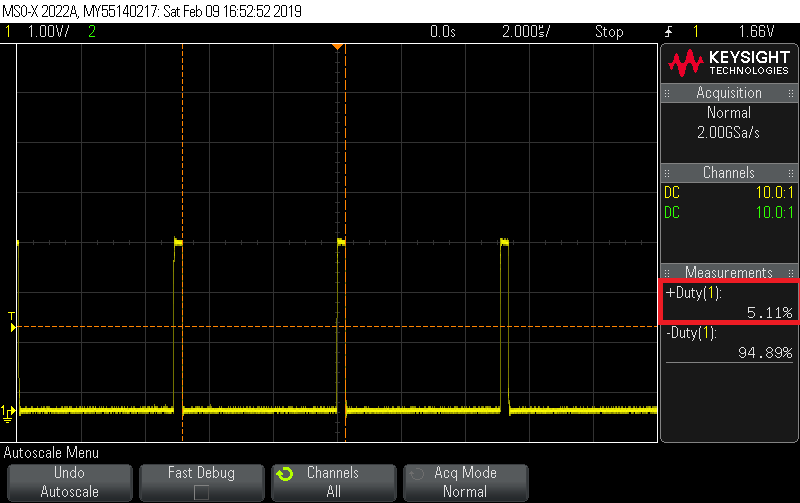 MSO-X 2022A, MY55140217: Sat Feb 09 16:52:52 2019
1 1.00V/ 2 0.0s 2.000s/ Stop 1 1.66V
KEYSIGHT
TECHNOLOGIES
Acquisition
Normal
2.00GSa/s
Channels
DC 10.0:1
DC 10.0:1
Measurements
+Duty(1):
5.11%
-Duty(1):
94.89%
T
1
Autoscale Menu
Undo
Autoscale
Fast Debug
Channels
All
Acq Mode
Normal